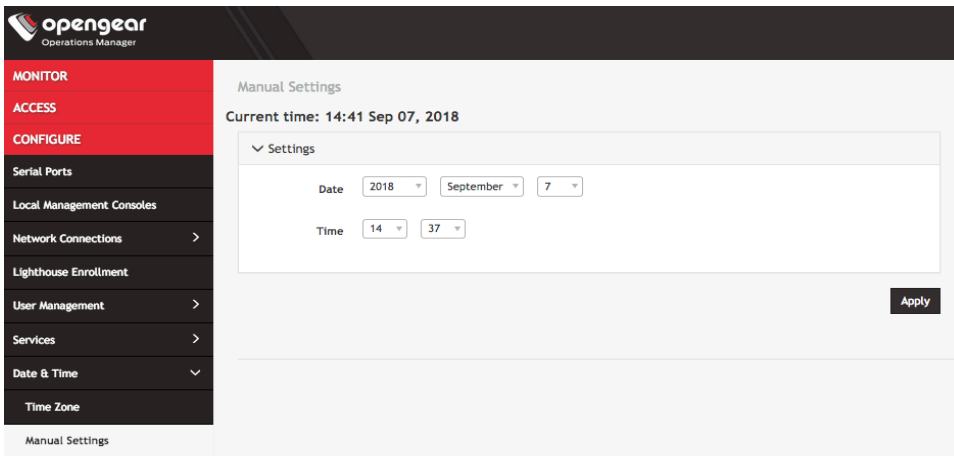 opengear
Operations Manager
MONITOR
ACCESS
CONFIGURE
Serial Ports
Local Management Consoles
Network Connections
Lighthouse Enrollment
User Management
Services
Date & Time
Time Zone
Manual Settings
Manual Settings
Current time: 14:41 Sep 07, 2018
Settings
Date 2018 September 7
Time 14 37
Apply